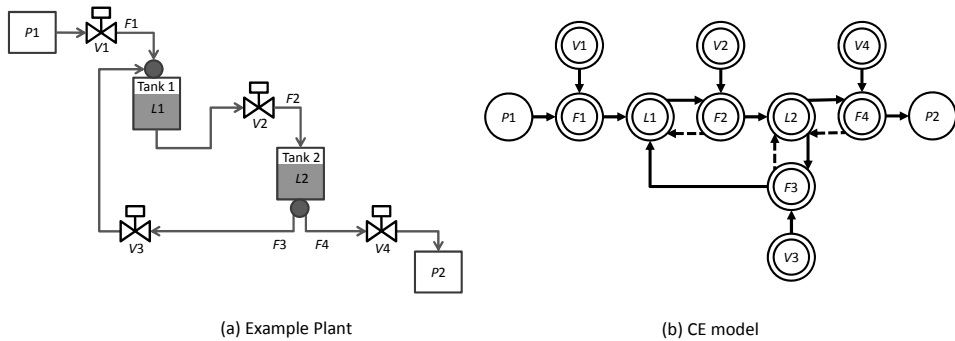 P1
F1
V1
Tank 1
L1
F2
V2
Tank 2
L2
V3
F3
F4
V4
P2
(a) Example Plant
V1
V2
V4
P1
F1
L1
F2
L2
F4
P2
F3
V3
(b) CE model